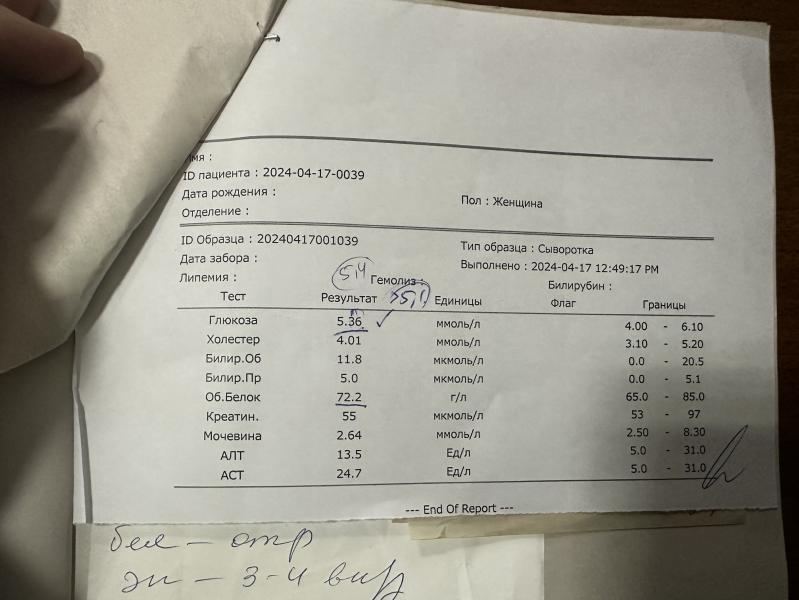 мя :
ID пациента : 2024-04-17-0039
Дата рождения :
Пол : Женщина
Отделение :
ID Образца : 20240417001039
Тип образца : Сыворотка
Дата забора :
Выполнено : 2024-04-17 12:49:17 PM
Липемия :
5,4
Гемолиз :
Билирубин :
Тест Результат >5,1 Единицы Флаг Границы
Глюкоза 5.36 ммоль/л 4.00 - 6.10
Холестер 4.01 ммоль/л 3.10 - 5.20
Билир.Об 11.8 мкмоль/л 0.0 - 20.5
Билир.Пр 5.0 мкмоль/л 0.0 - 5.1
Об.Белок 72.2 г/л 65.0 - 85.0
Креатин. 55 мкмоль/л 53 - 97
Мочевина 2.64 ммоль/л 2.50 - 8.30
АЛТ 13.5 Ед/л 5.0 - 31.0
АСТ 24.7 Ед/л 5.0 - 31.0
--- End Of Report ---
бел - отр
эп - 3-4